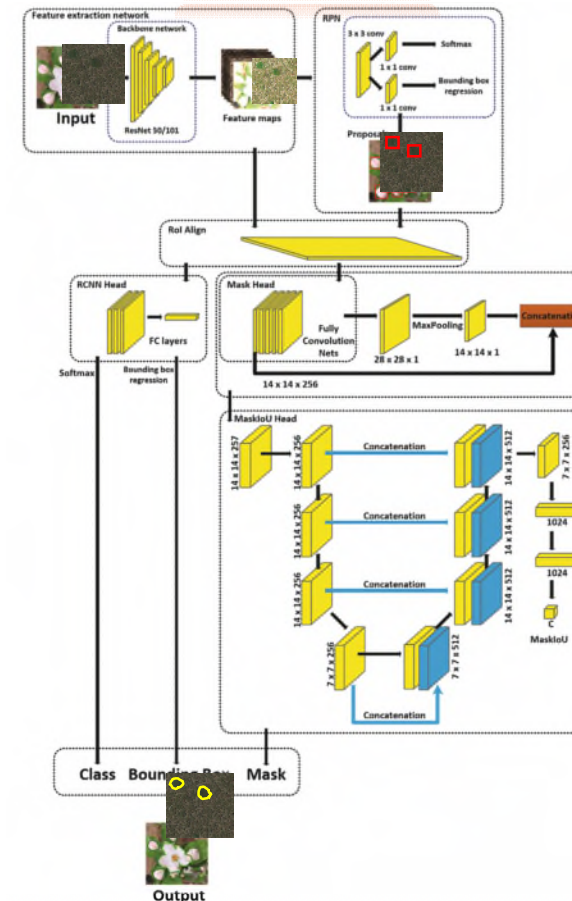 Feature extraction network
Backbone network
Input
ResNet 50/101
Feature maps
RPN
3 x 3 conv
Softmax
1 x 1 conv
Bounding box
regression
1 x 1 conv
RoI Align
RCNN Head
FC layers
Softmax
Bounding box
regression
Mask Head
Fully
Convolution
Nets
MaxPooling
28 x 28 x 1
14 x 14 x 1
14 x 14 x 256
MaskIoU Head
14 x 14 x 257
14 x 14 x 256
Concatenation
14 x 14 x 512
7 x 7 x 256
14 x 14 x 256
Concatenation
14 x 14 x 512
1024
14 x 14 x 256
Concatenation
14 x 14 x 512
1024
C
MaskIoU
7 x 7 x 256
7 x 7 x 512
Concatenation
Class
Mask
Output